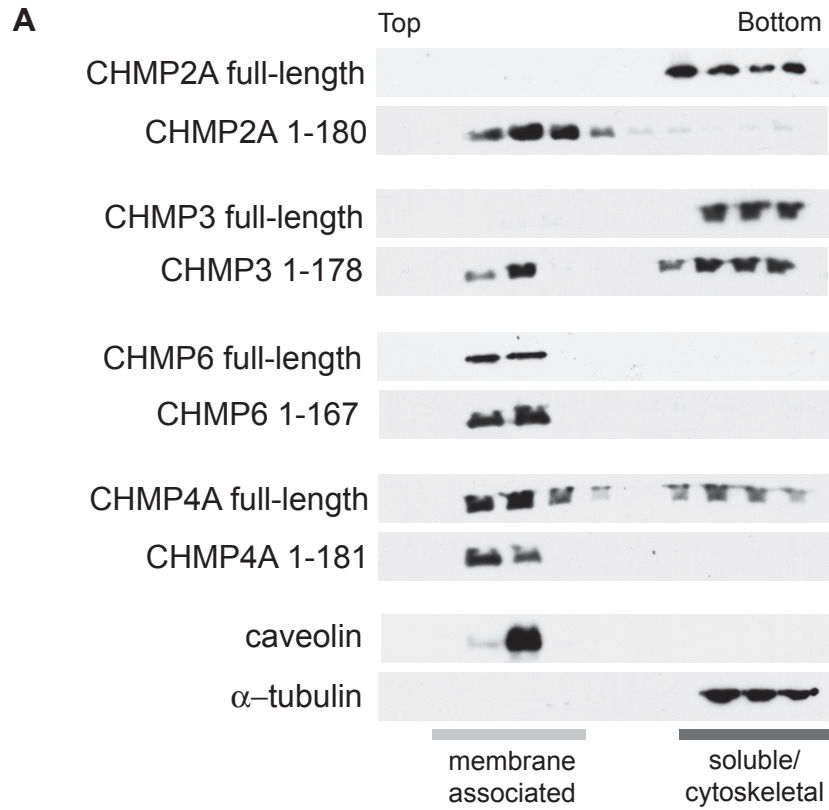 A
Top
Bottom
CHMP2A full-length
CHMP2A 1-180
CHMP3 full-length
CHMP3 1-178
CHMP6 full-length
CHMP6 1-167
CHMP4A full-length
CHMP4A 1-181
caveolin
α–tubulin
membrane
associated
soluble/
cytoskeletal